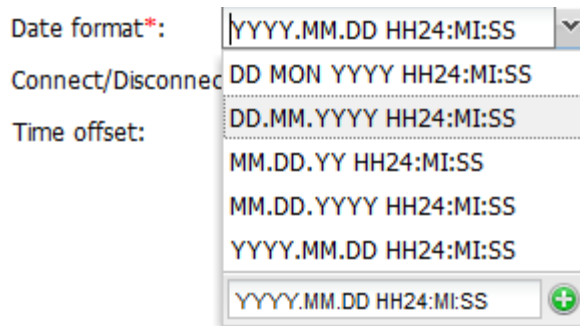 Date format*: YYYY.MM.DD HH24:MI:SS
Connect/Disconnec DD MON YYYY HH24:MI:SS
Time offset: DD.MM.YYYY HH24:MI:SS
MM.DD.YY HH24:MI:SS
MM.DD.YYYY HH24:MI:SS
YYYY.MM.DD HH24:MI:SS
YYYY.MM.DD HH24:MI:SS